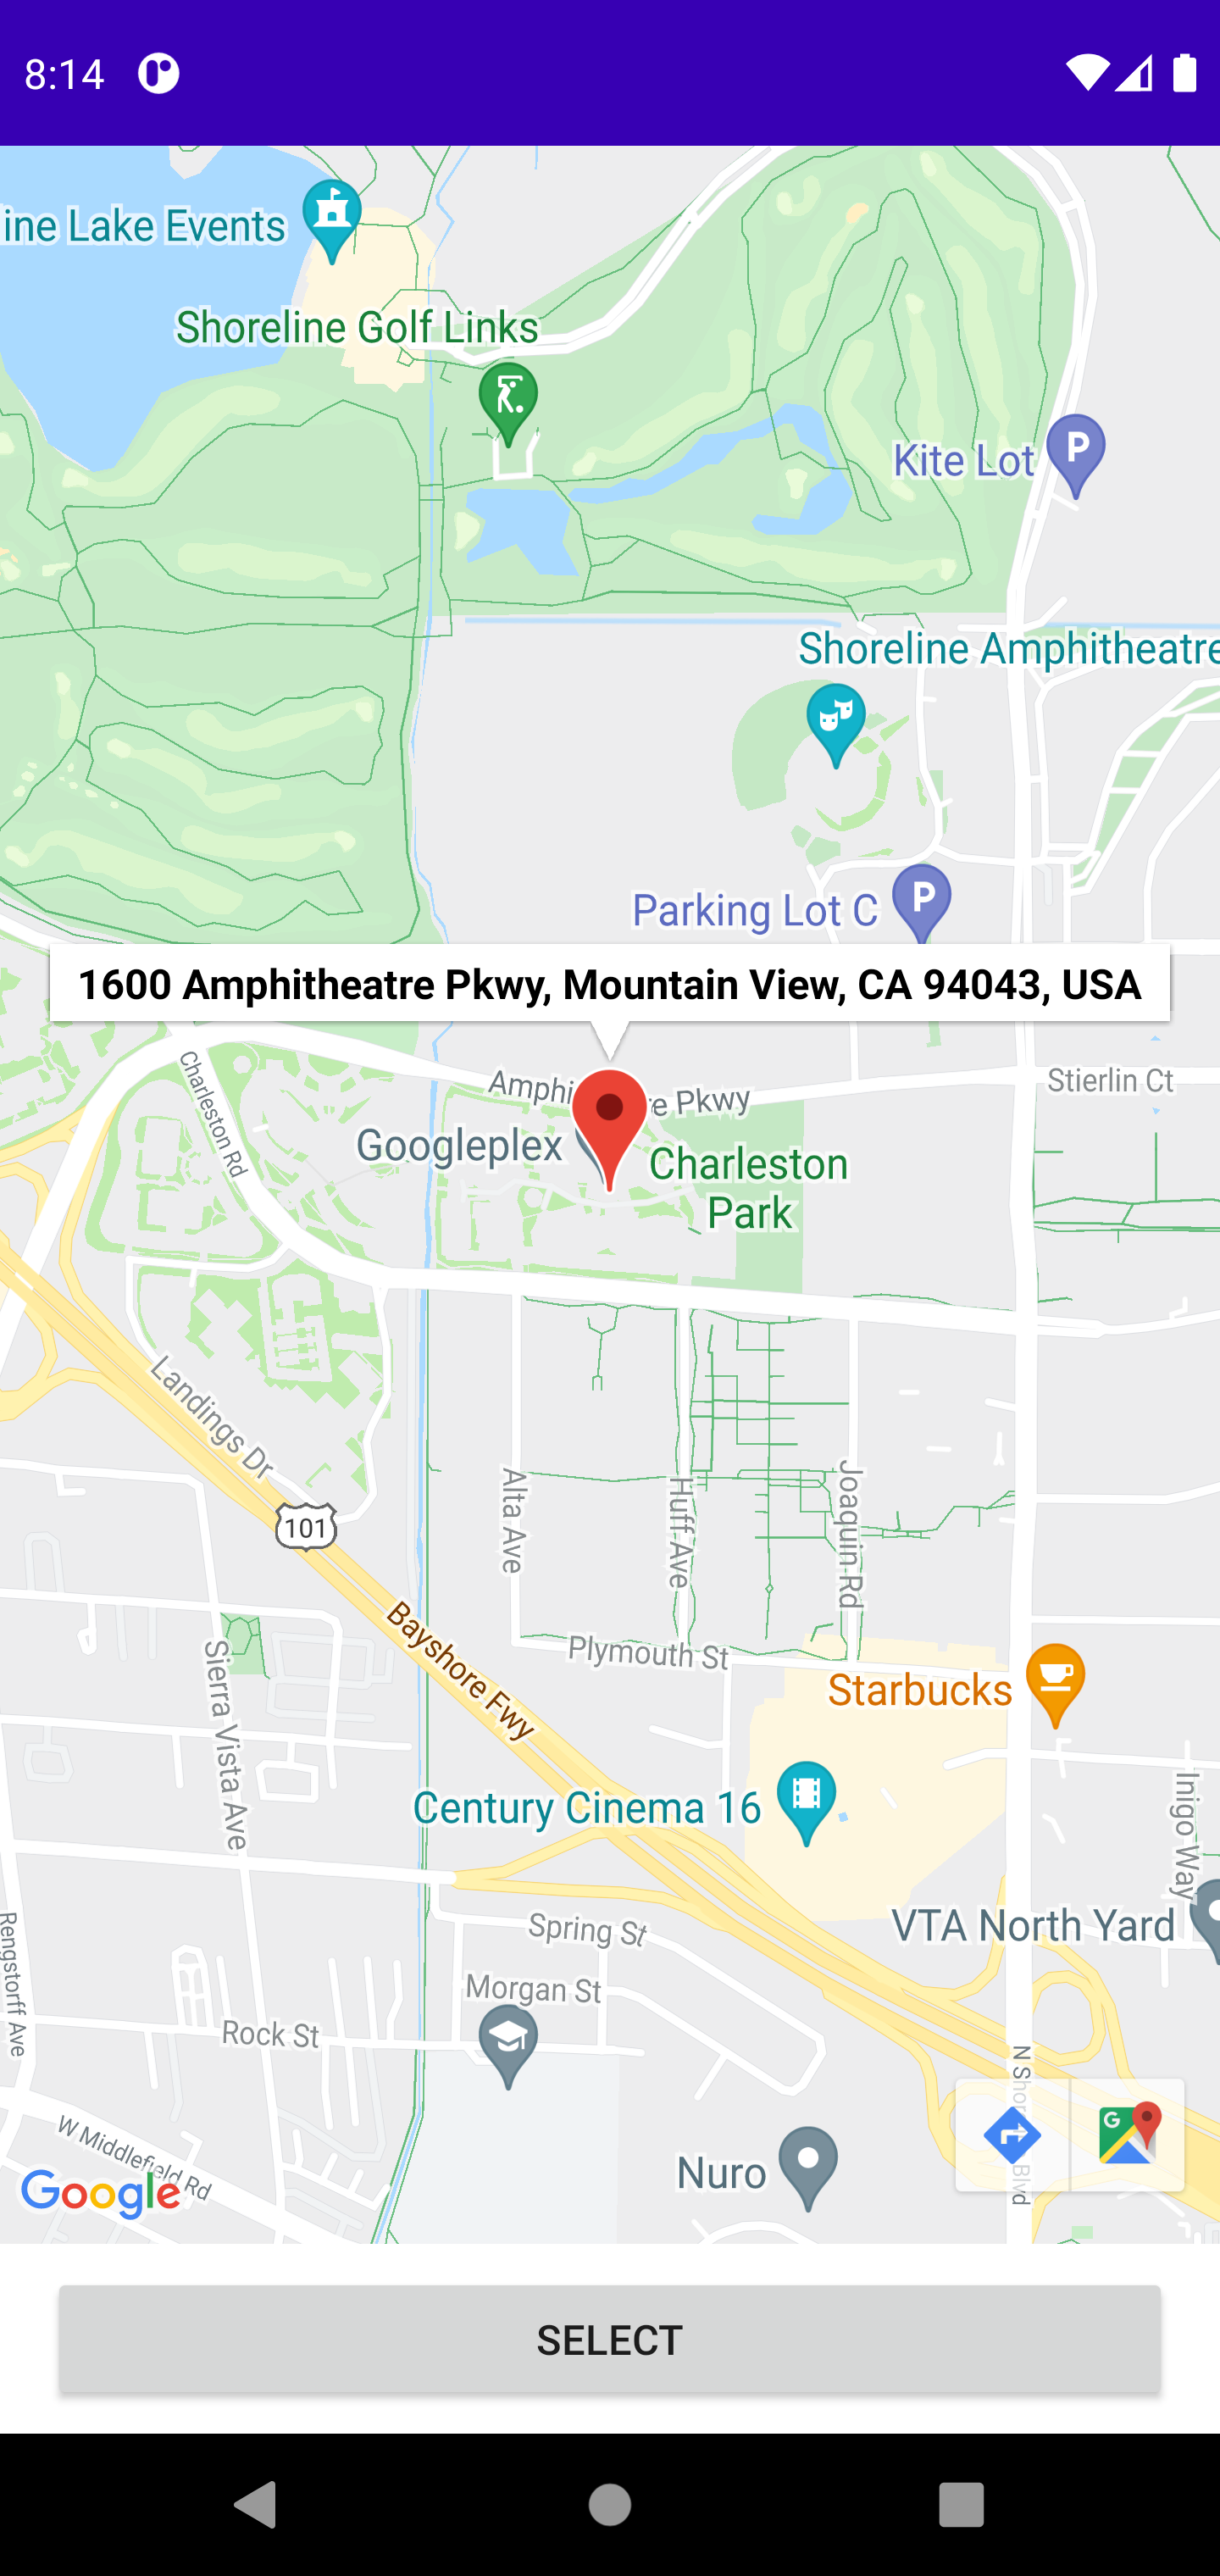 8:14
ine Lake Events
Shoreline Golf Links
P
Kite Lot
Shoreline Amphitheatre
P
Parking Lot C
1600 Amphitheatre Pkwy, Mountain View, CA 94043, USA
Charleston Rd
Amphi
re Pkwy
Stierlin Ct
Googleplex
Charleston
Park
Landings Dr
101
Alta Ave
Huff Ave
Joaquin Rd
Bayshore Fwy
Plymouth St
Sierra Vista Ave
Starbucks
Century Cinema 16
Inigo Way
Rengstorff Ave
VTA North Yard
Spring St
Morgan St
Rock St
N Shor
Blvd
W Middlefield Rd
G
Nuro
Google
SELECT